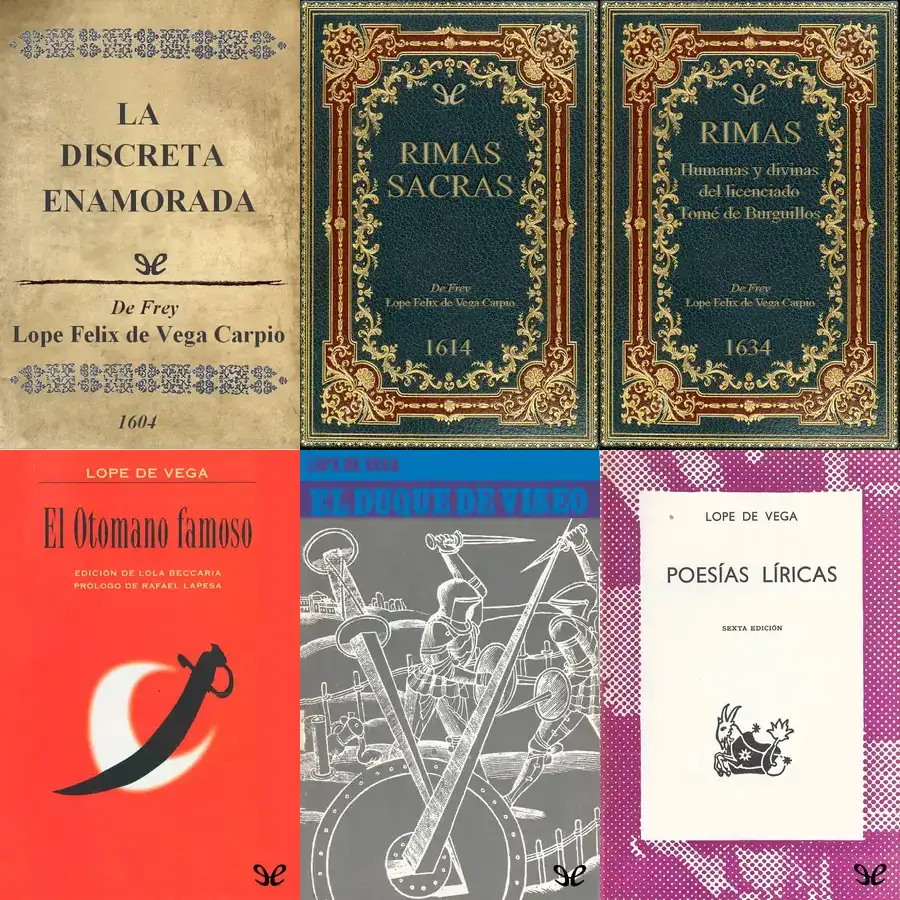 LA
DISCRETA
ENAMORADA
De Frey
Lope Felix de Vega Carpio
1604
RIMAS
SACRAS
De Frey
Lope Felix de Vega Carpio
1614
RIMAS
Humanas y divinas
del licenciado
Tomé de Burguillos
De Frey
Lope Felix de Vega Carpio
1634
LOPE DE VEGA
El Otomano famoso
EDICION DE LOLA BECCARIA
PROLOGO DE RAFAEL LAPESA
LOPE DE VEGA
EL DUQUE DE VISEO
LOPE DE VEGA
POESÍAS LÍRICAS
SEXTA EDICIÓN